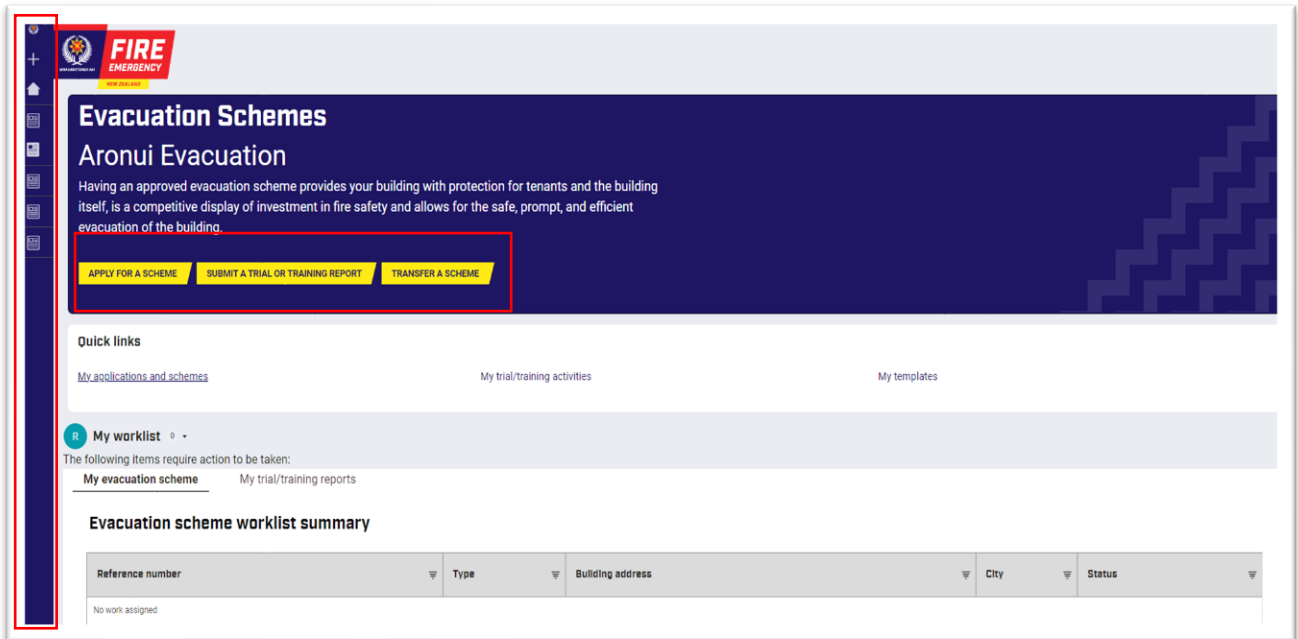 FIRE
EMERGENCY
NEW ZEALAND
Evacuation Schemes
Aronui Evacuation
Having an approved evacuation scheme provides your building with protection for tenants and the building
itself, is a competitive display of investment in fire safety and allows for the safe, prompt, and efficient
evacuation of the building.
APPLY FOR A SCHEME
SUBMIT A TRIAL OR TRAINING REPORT
TRANSFER A SCHEME
Quick links
My applications and schemes
My trial/training activities
My templates
R
My worklist 0
The following items require action to be taken:
My evacuation scheme
My trial/training reports
Evacuation scheme worklist summary
Reference number
Type
Building address
City
Status
No work assigned